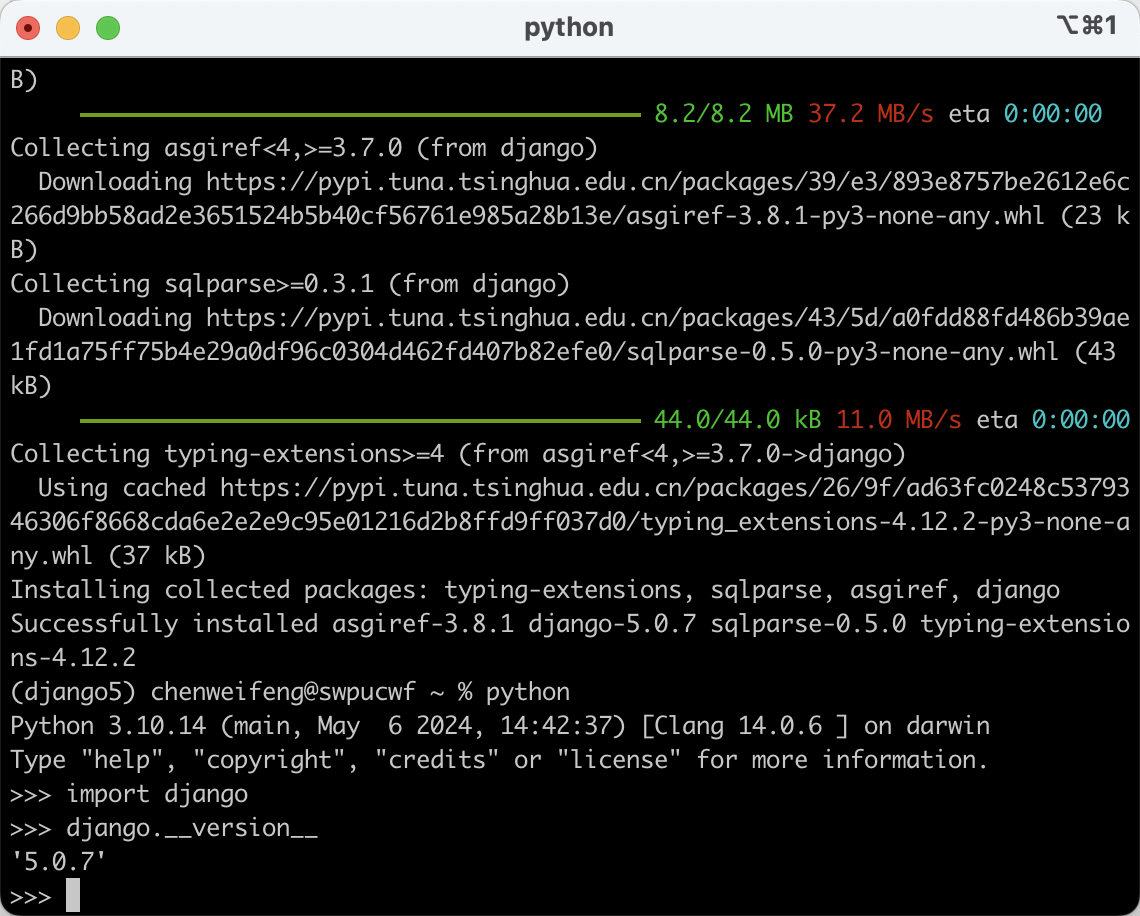 python
⌥⌘1
B)
8.2/8.2 MB 37.2 MB/s eta 0:00:00
Collecting asgiref<4,>=3.7.0 (from django)
  Downloading https://pypi.tuna.tsinghua.edu.cn/packages/39/e3/893e8757be2612e6c
266d9bb58ad2e3651524b5b40cf56761e985a28b13e/asgiref-3.8.1-py3-none-any.whl (23 k
B)
Collecting sqlparse>=0.3.1 (from django)
  Downloading https://pypi.tuna.tsinghua.edu.cn/packages/43/5d/a0fdd88fd486b39ae
1fd1a75ff75b4e29a0df96c0304d462fd407b82efe0/sqlparse-0.5.0-py3-none-any.whl (43
kB)
44.0/44.0 kB 11.0 MB/s eta 0:00:00
Collecting typing-extensions>=4 (from asgiref<4,>=3.7.0->django)
  Using cached https://pypi.tuna.tsinghua.edu.cn/packages/26/9f/ad63fc0248c53793
46306f8668cda6e2e2e9c95e01216d2b8ffd9ff037d0/typing_extensions-4.12.2-py3-none-a
ny.whl (37 kB)
Installing collected packages: typing-extensions, sqlparse, asgiref, django
Successfully installed asgiref-3.8.1 django-5.0.7 sqlparse-0.5.0 typing-extensio
ns-4.12.2
(django5) chenweifeng@swpucwf ~ % python
Python 3.10.14 (main, May  6 2024, 14:42:37) [Clang 14.0.6 ] on darwin
Type "help", "copyright", "credits" or "license" for more information.
>>> import django
>>> django.__version__
'5.0.7'
>>>